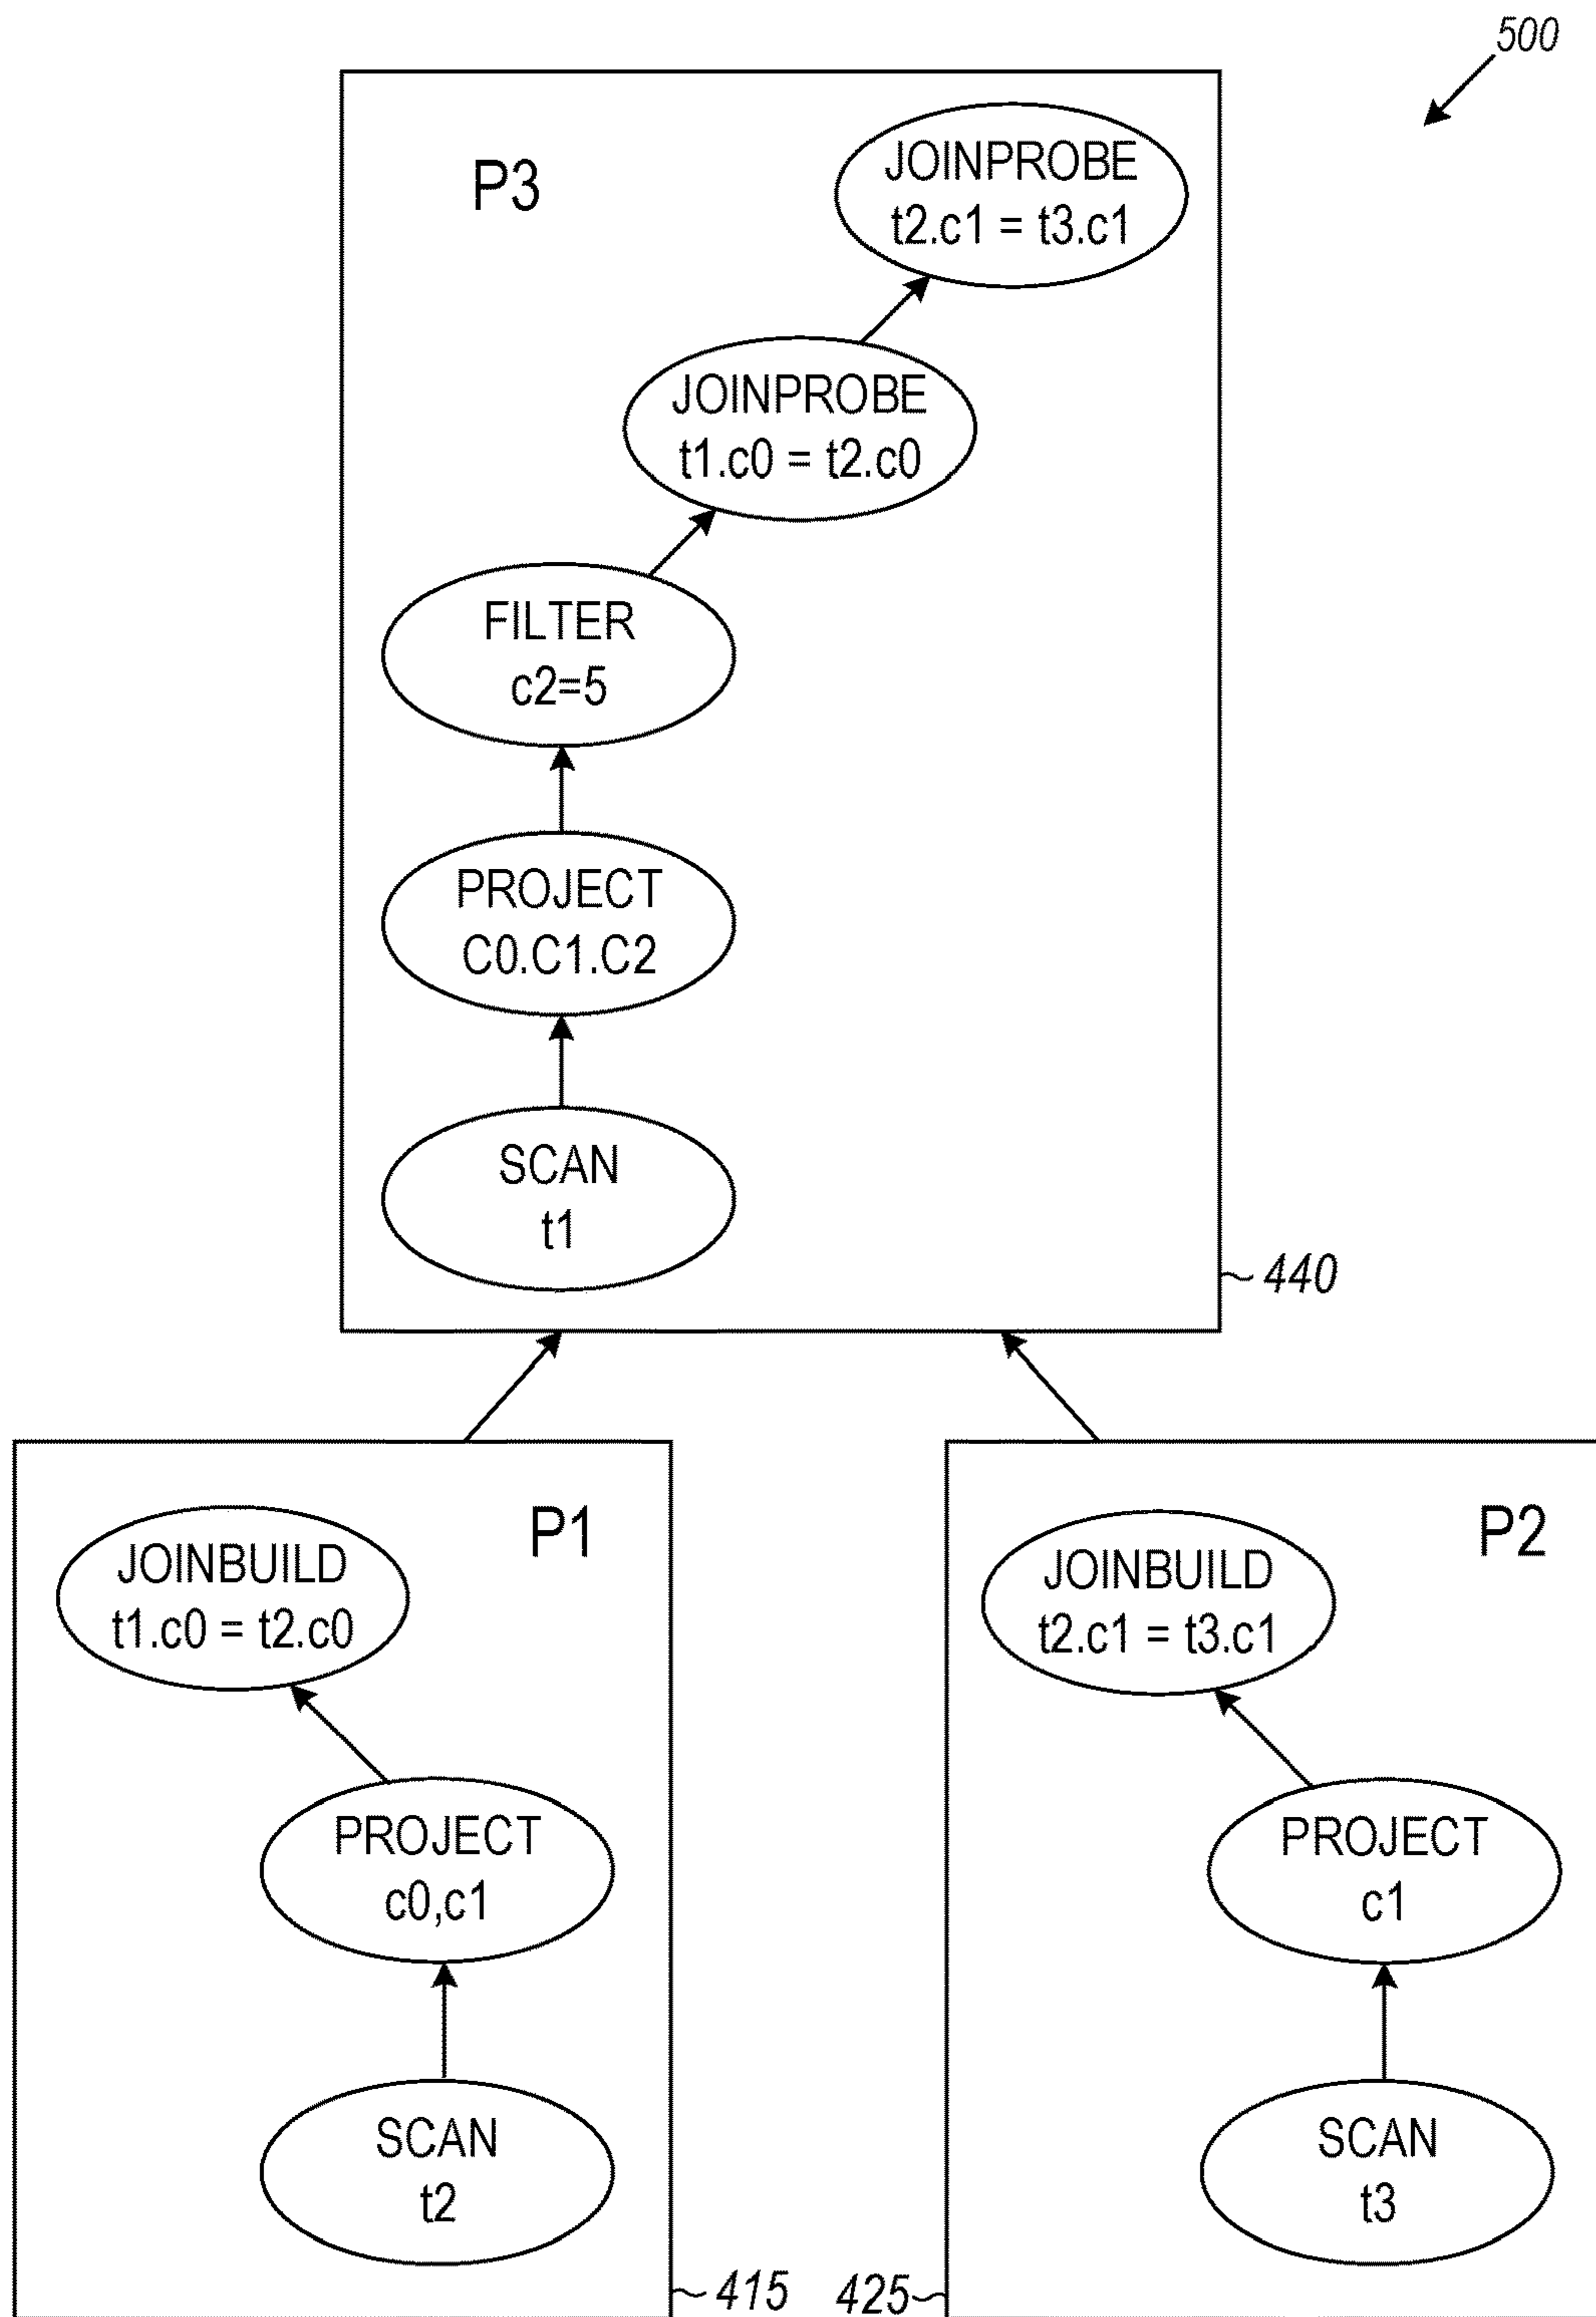 500
P3
JOINPROBE
t2.c1 = t3.c1
JOINPROBE
t1.c0 = t2.c0
FILTER
c2=5
PROJECT
C0.C1.C2
SCAN
t1
440
P1
JOINBUILD
t1.c0 = t2.c0
PROJECT
c0,c1
SCAN
t2
415
P2
JOINBUILD
t2.c1 = t3.c1
PROJECT
c1
SCAN
t3
425